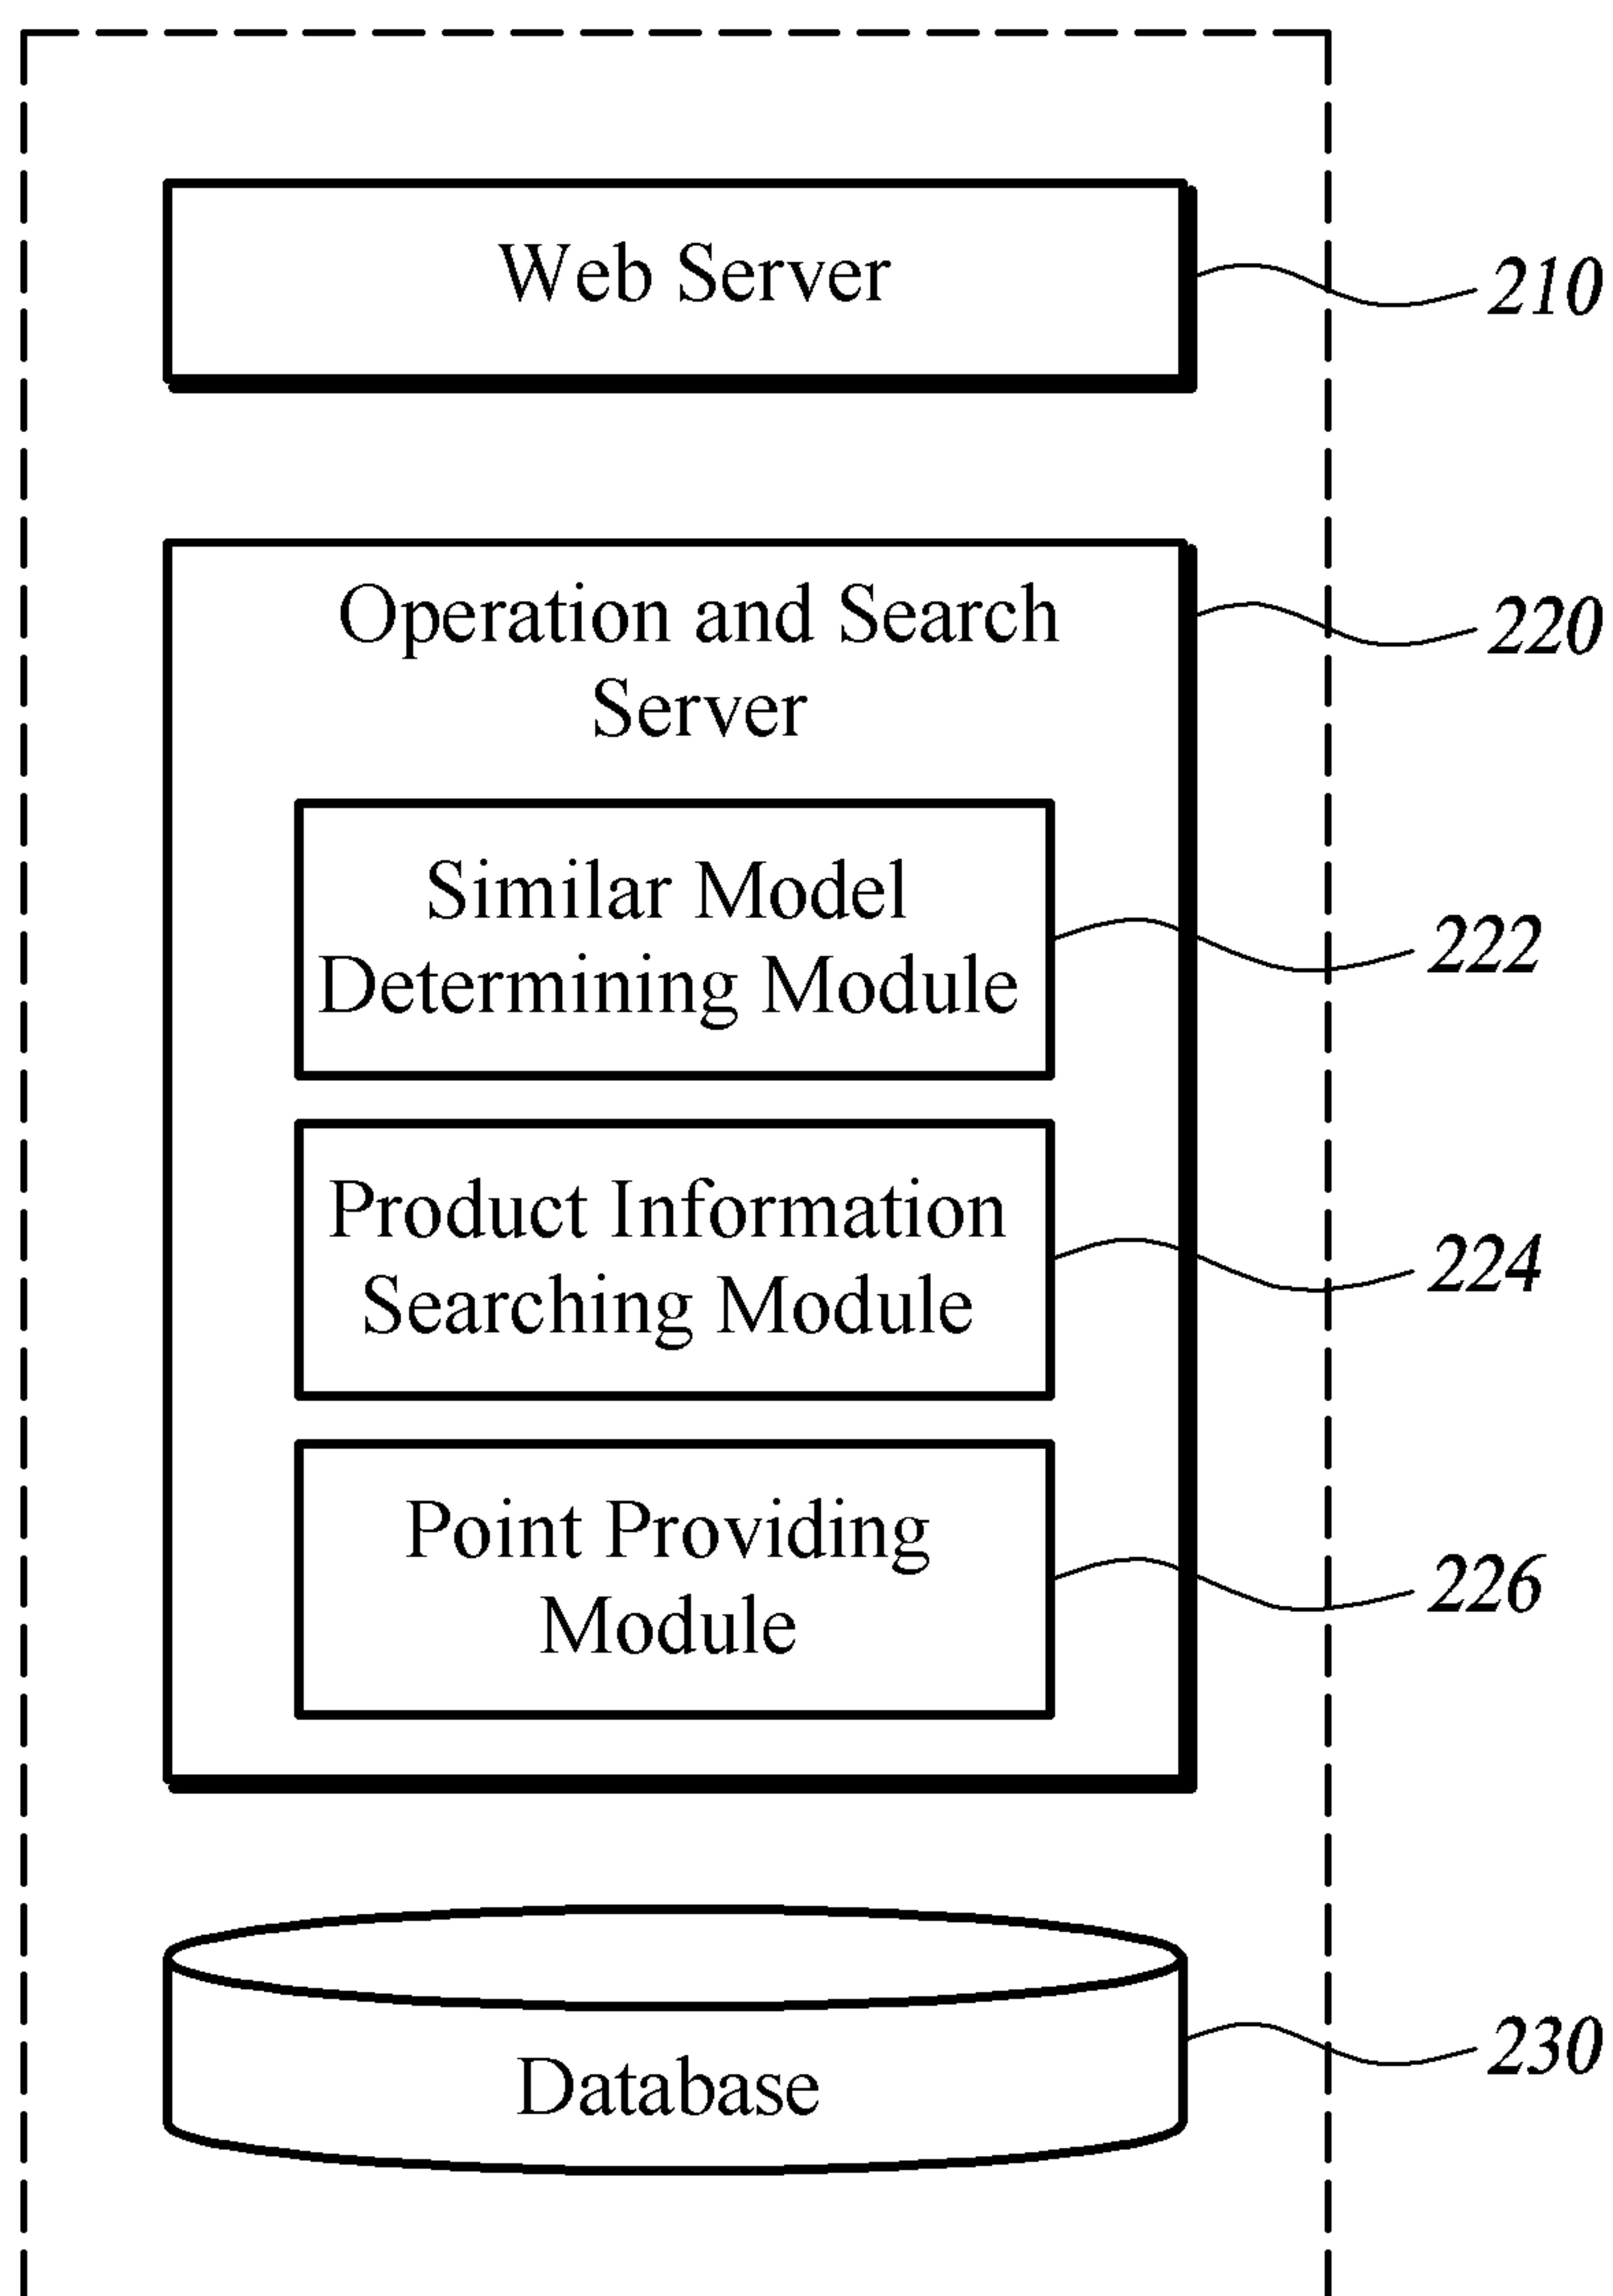 Web Server
210
Operation and Search
Server
220
Similar Model
Determining Module
222
Product Information
Searching Module
224
Point Providing
Module
226
Database
230